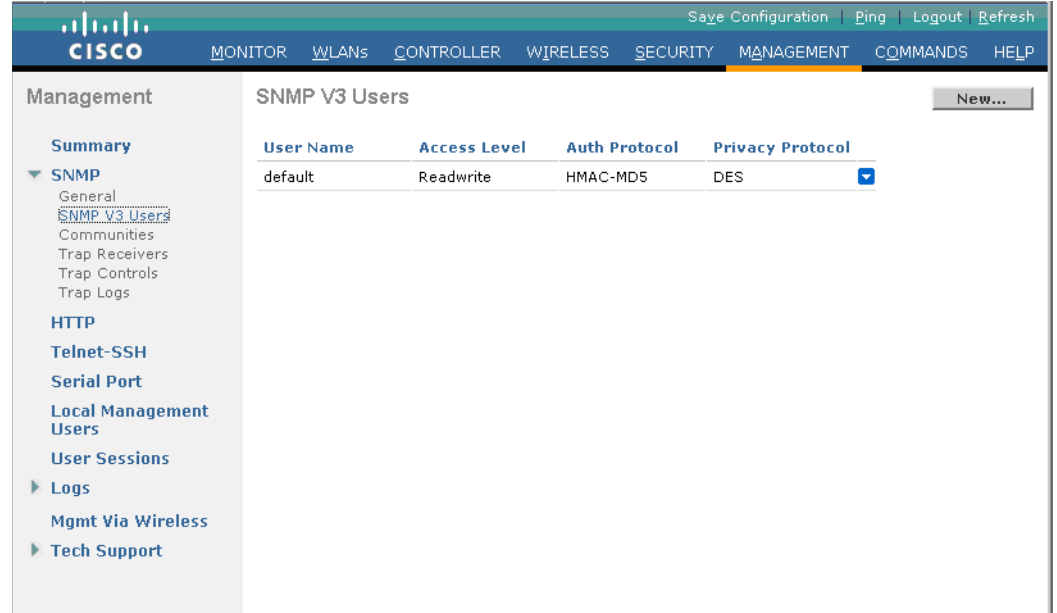 Save Configuration | Ping | Logout | Refresh
CISCO
MONITOR WLANs CONTROLLER WIRELESS SECURITY MANAGEMENT COMMANDS HELP
Management
SNMP V3 Users
New...
Summary
SNMP
General
SNMP V3 Users
Communities
Trap Receivers
Trap Controls
Trap Logs
HTTP
Telnet-SSH
Serial Port
Local Management
Users
User Sessions
Logs
Mgmt Via Wireless
Tech Support
User Name Access Level Auth Protocol Privacy Protocol
default Readwrite HMAC-MD5 DES